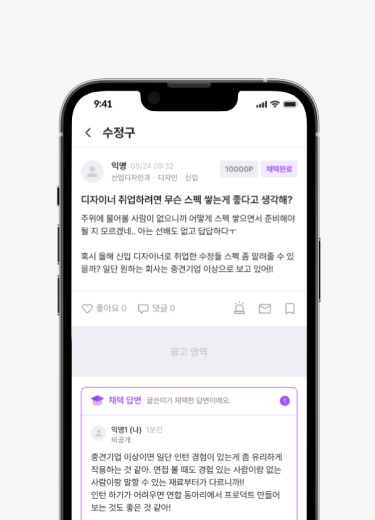 9:41
수정구
익명 05/24 09:32
산업디자인과 · 디자인 · 신입
10000P 채택완료
디자이너 취업하려면 무슨 스펙 쌓는게 좋다고 생각해?
주위에 물어볼 사람이 없으니까 어떻게 스펙 쌓으면서 준비해야
될 지 모르겠네.. 아는 선배도 없고 답답하다ㅜ
혹시 올해 신입 디자이너로 취업한 수정들 스펙 좀 알려줄 수 있
을까? 일단 원하는 회사는 중견기업 이상으로 보고 있어!!
좋아요 0 댓글 0
광고 영역
채택 답변 글쓴이가 채택한 답변이에요.
익명1 (나) 1분전
비공개
중견기업 이상이면 일단 인턴 경험이 있는게 좀 유리하게
작용하는 것 같아. 면접 볼 때도 경험 있는 사람이랑 없는
사람이랑 말할 수 있는 재료부터가 다르니까!!
인턴 하기가 어려우면 연합 동아리에서 프로덕트 만들어
보는 것도 좋은 것 같아!